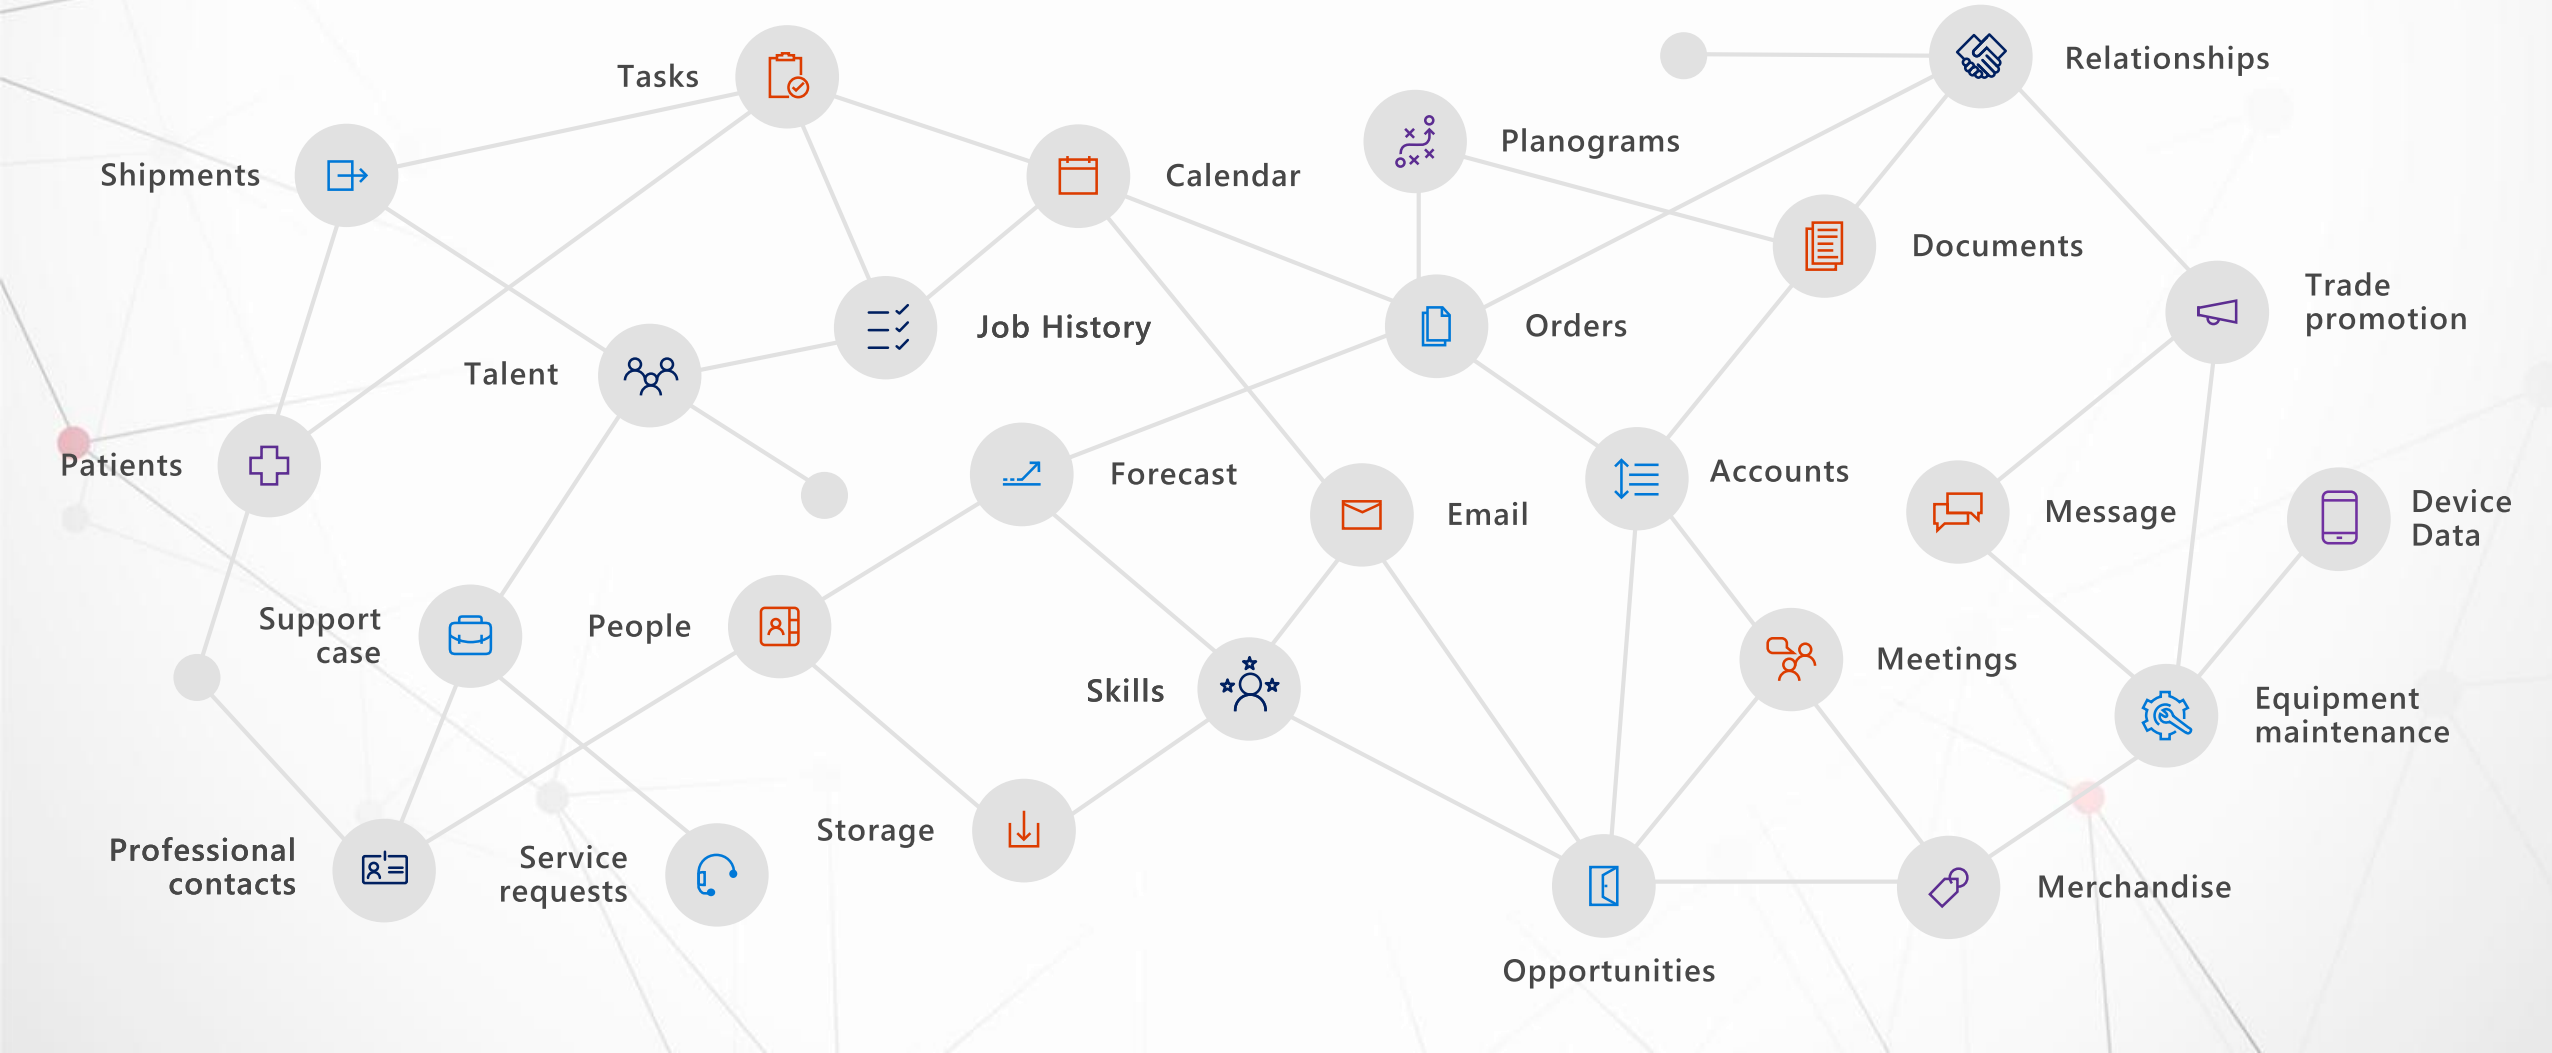 Tasks
Relationships
Planograms
Shipments
Calendar
Documents
Trade
promotion
Job History
Orders
Talent
Patients
Forecast
Accounts
Email
Message
Device
Data
Support
case
People
Meetings
Skills
Equipment
maintenance
Storage
Professional
contacts
Service
requests
Merchandise
Opportunities